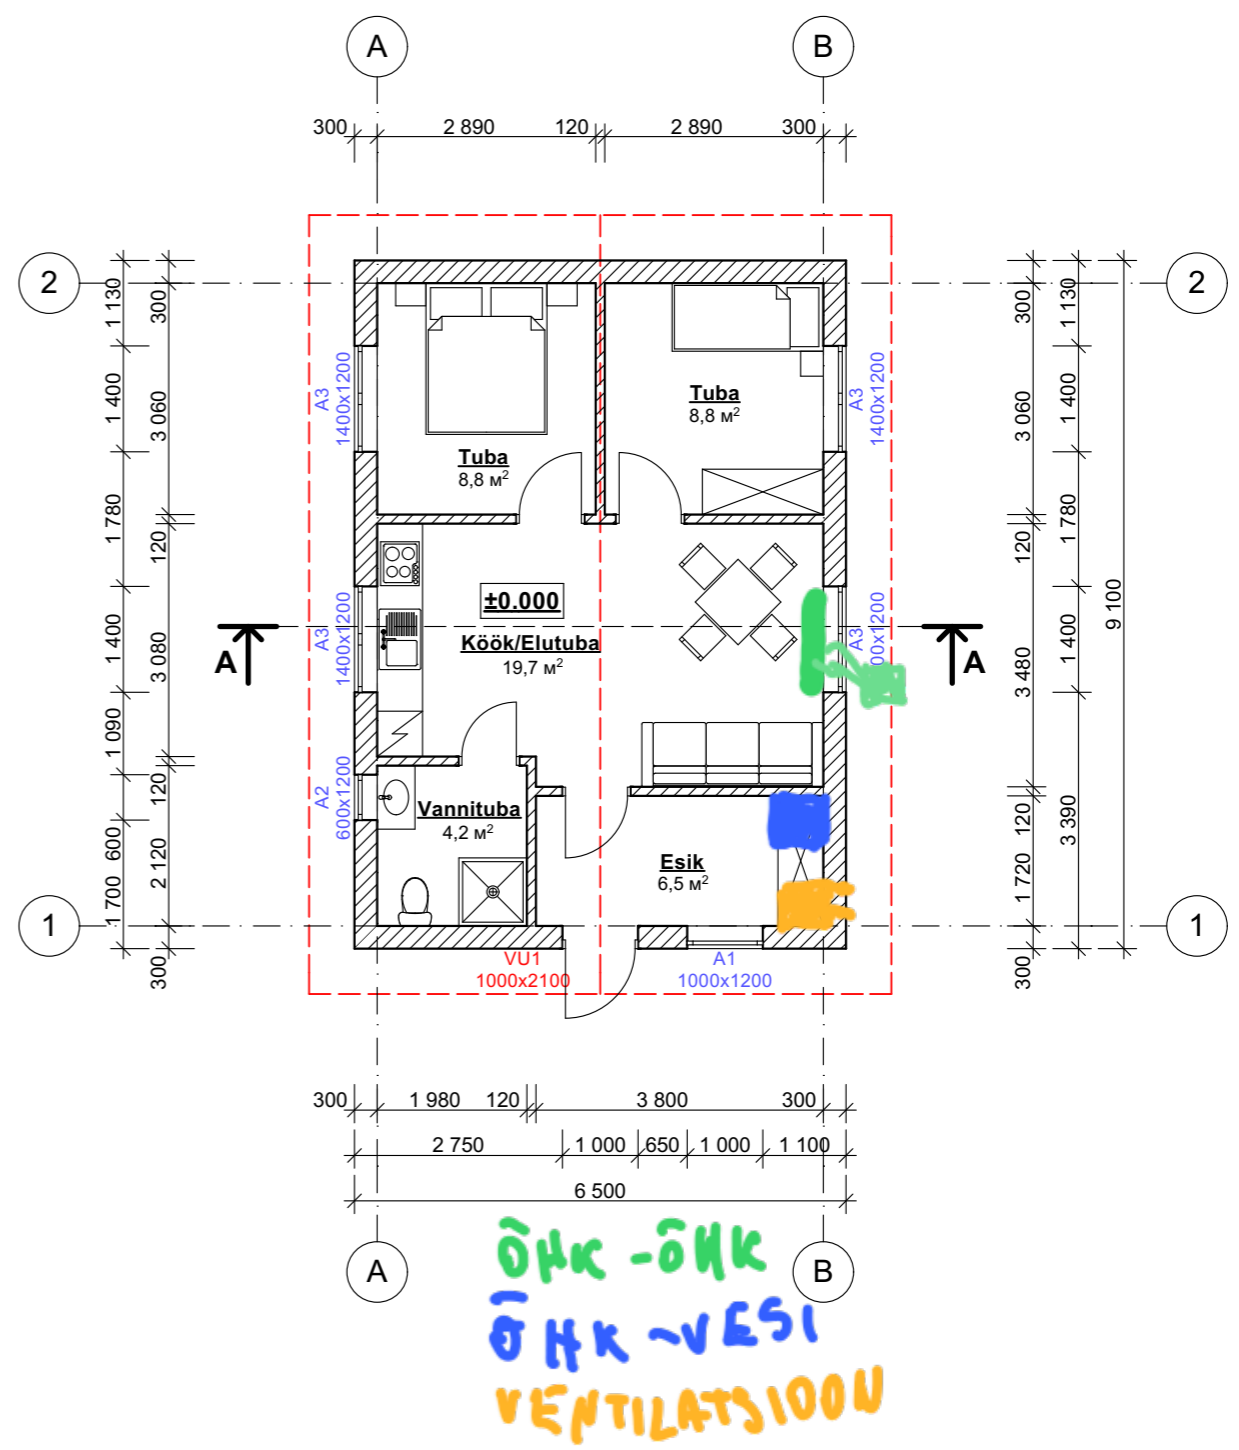 A B
300 2 890 120 2 890 300
2 2
1 130 300 300 1 130
A3 1400x1200 A3 1400x1200
1 400 3 060 3 060 1 400
Tuba
8,8 м²
Tuba
8,8 м²
1 780 120 120 1 780
9 100
±0.000
Köök/Elutuba
19,7 м²
A3 1400x1200 A3 00x1200
A A
1 400 3 080 3 480 1 400
1 090
A2 600x1200
120 120
Vannituba
4,2 м²
3 390
600 2 120 1 720
Esik
6,5 м²
1 700
1 1
300 300
VU1
1000x2100
A1
1000x1200
300 1 980 120 3 800 300
2 750 1 000 650 1 000 1 100
6 500
A B
ÕHK-ÕHK
ÕHK~VESI
VENTILATSIOON